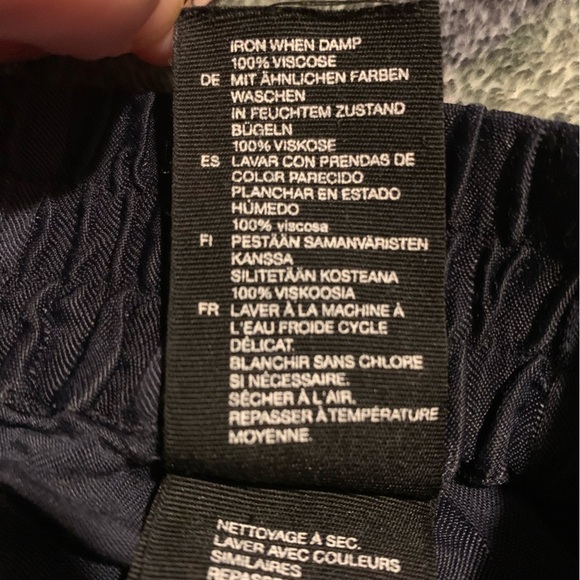 IRON WHEN DAMP
100% VISCOSE
DE MIT ÄHNLICHEN FARBEN
WASCHEN
IN FEUCHTEM ZUSTAND
BÜGELN
100% VISKOSE
ES LAVAR CON PRENDAS DE
COLOR PARECIDO
PLANCHAR EN ESTADO
HÚMEDO
100% viscosa
FI PESTÄÄN SAMANVÄRISTEN
KANSSA
SILITETÄÄN KOSTEANA
100% VISKOOSIA
FR LAVER À LA MACHINE À
L'EAU FROIDE CYCLE
DÉLICAT.
BLANCHIR SANS CHLORE
SI NÉCESSAIRE.
SÉCHER À L'AIR.
REPASSER À TEMPÉRATURE
MOYENNE.
NETTOYAGE À SEC.
LAVER AVEC COULEURS
SIMILAIRES